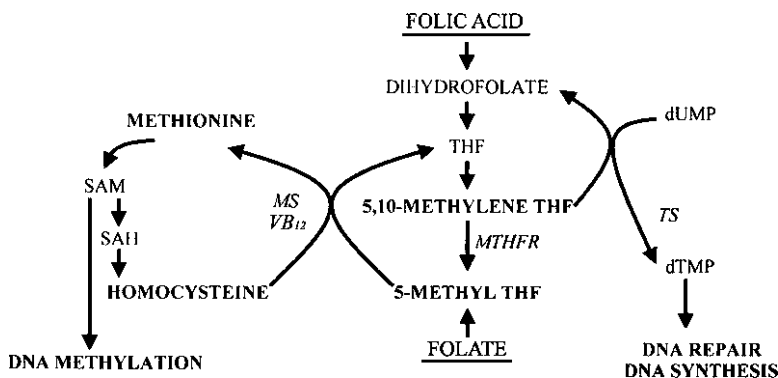 FOLIC ACID
DIHYDROFOLATE
dUMP
METHIONINE
THF
SAM
MS
VB12
5,10-METHYLENE THF
TS
SAH
MTHFR
dTMP
HOMOCYSTEINE
5-METHYL THF
DNA METHYLATION
FOLATE
DNA REPAIR
DNA SYNTHESIS